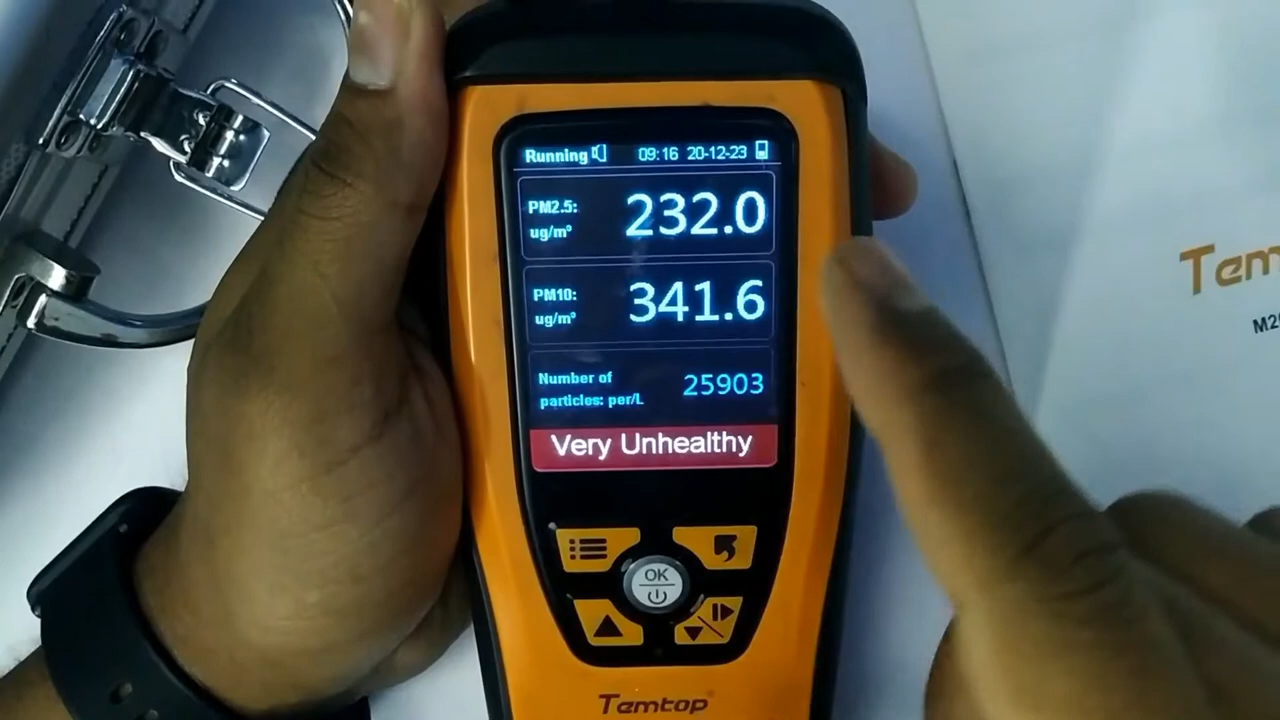 Running 09:16 20-12-23
PM2.5: 232.0
ug/m³
PM10: 341.6
ug/m³
Number of
particles: per/L 25903
Very Unhealthy
OK
Temtop
Tem
M20